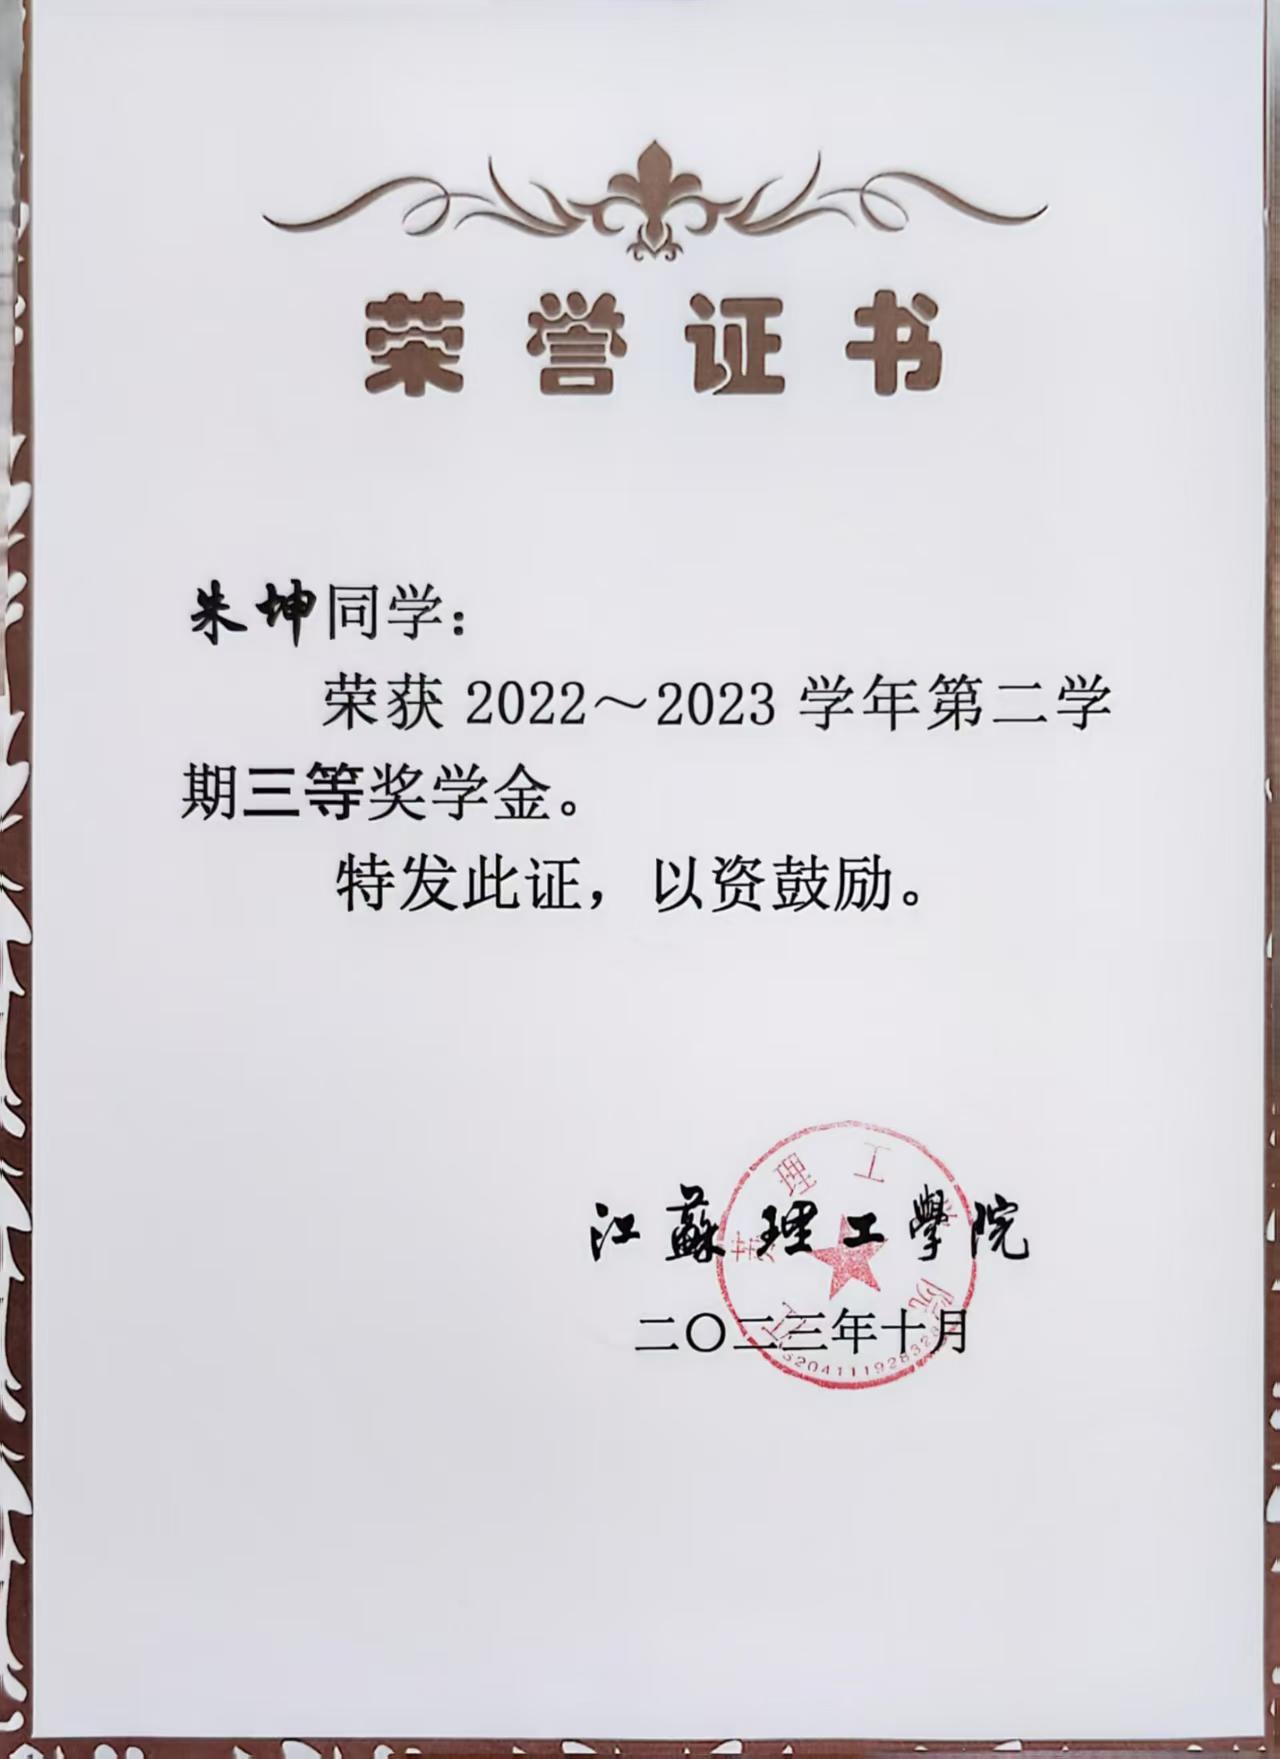 荣誉证书
朱坤同学：
荣获 2022～2023 学年第二学
期三等奖学金。
特发此证，以资鼓励。
江蘇理工學院
二〇二三年十月
江苏理工学院